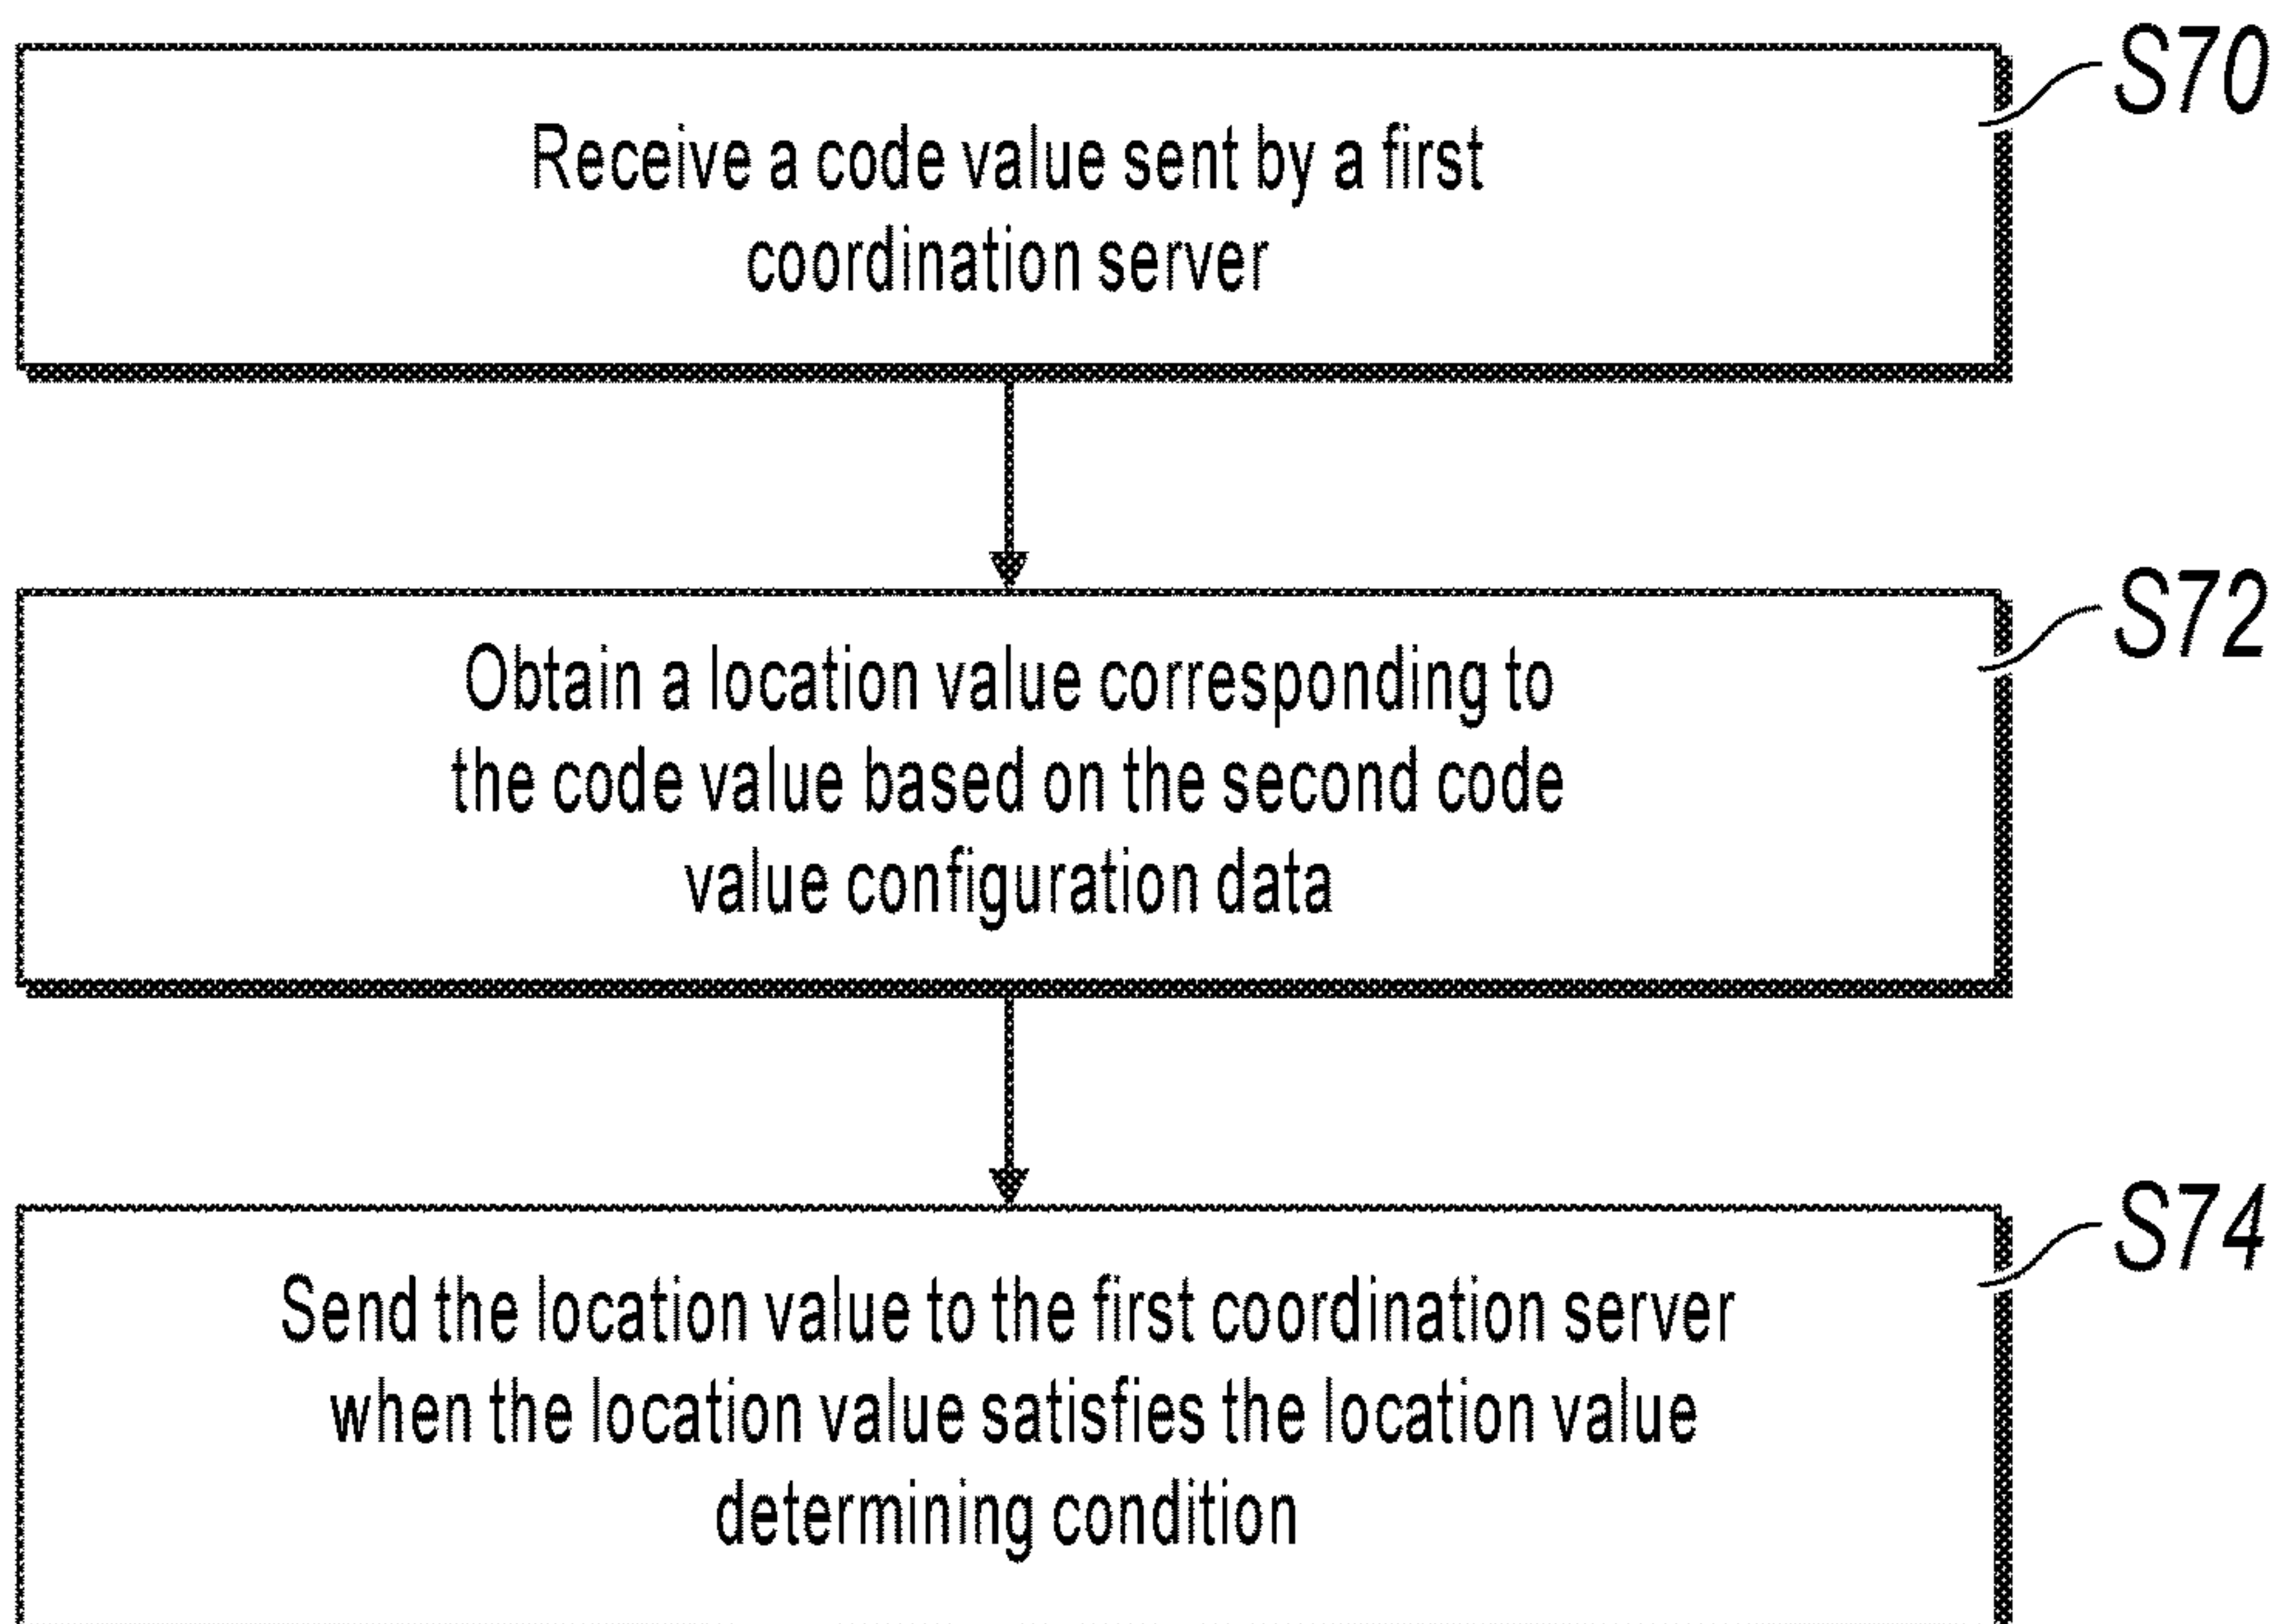 S70
Receive a code value sent by a first
coordination server
S72
Obtain a location value corresponding to
the code value based on the second code
value configuration data
S74
Send the location value to the first coordination server
when the location value satisfies the location value
determining condition